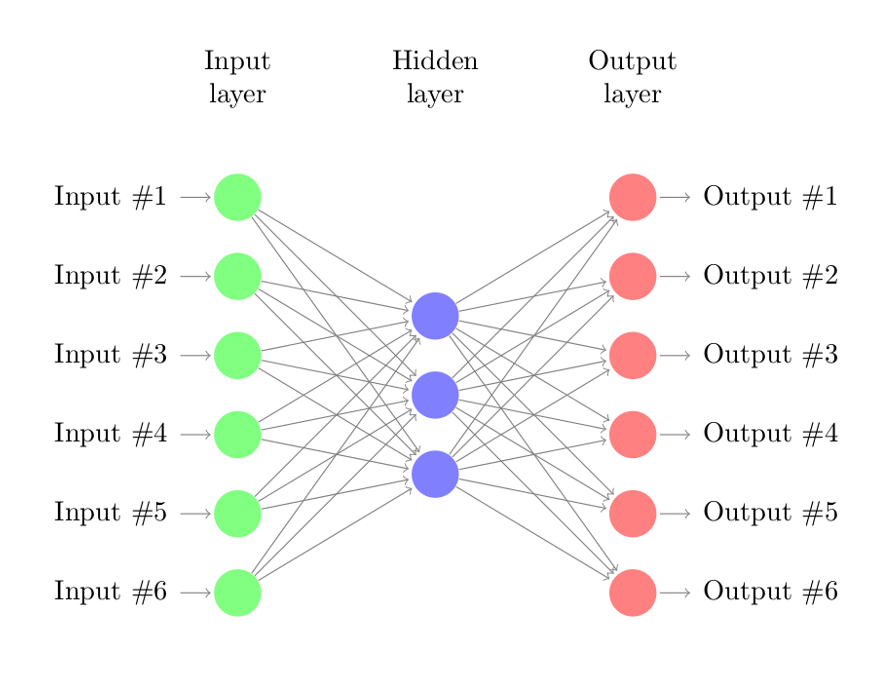 Input
layer
Hidden
layer
Output
layer
Input #1
Input #2
Input #3
Input #4
Input #5
Input #6
Output #1
Output #2
Output #3
Output #4
Output #5
Output #6